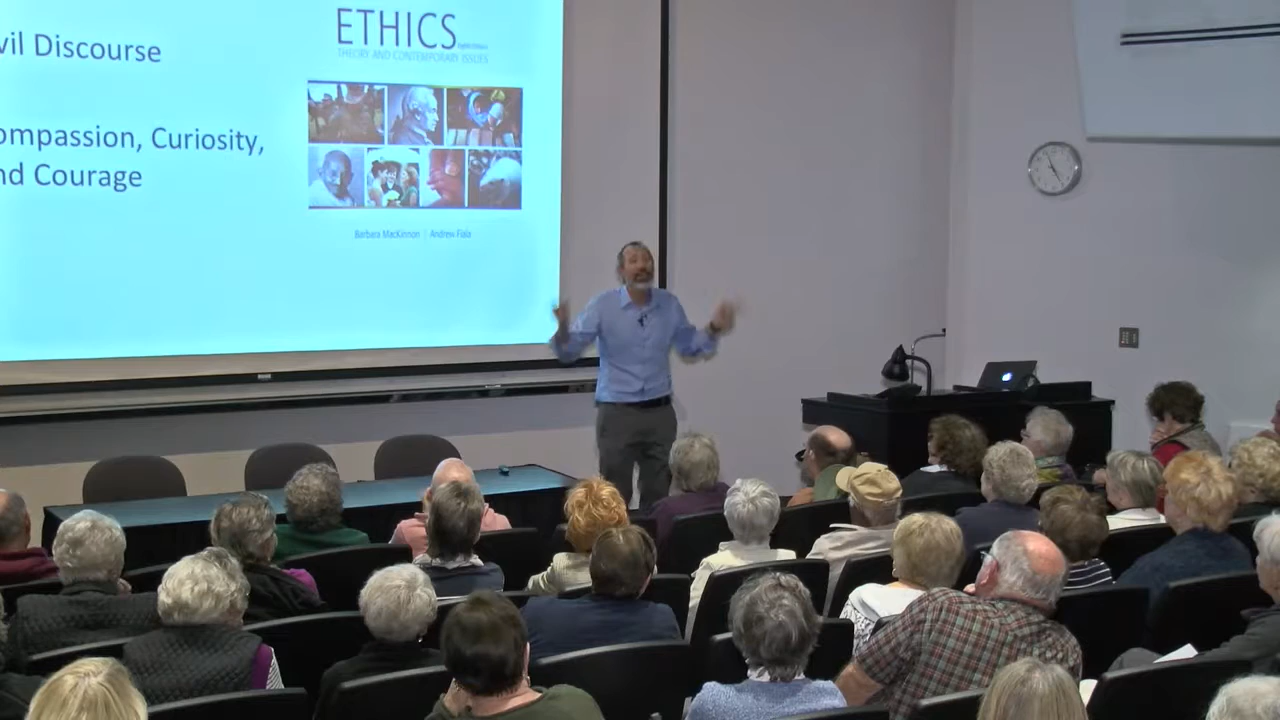 vil Discourse
ompassion, Curiosity,
nd Courage
ETHICS
THEORY AND CONTEMPORARY ISSUES
Barbara MacKinnon | Andrew Fiala